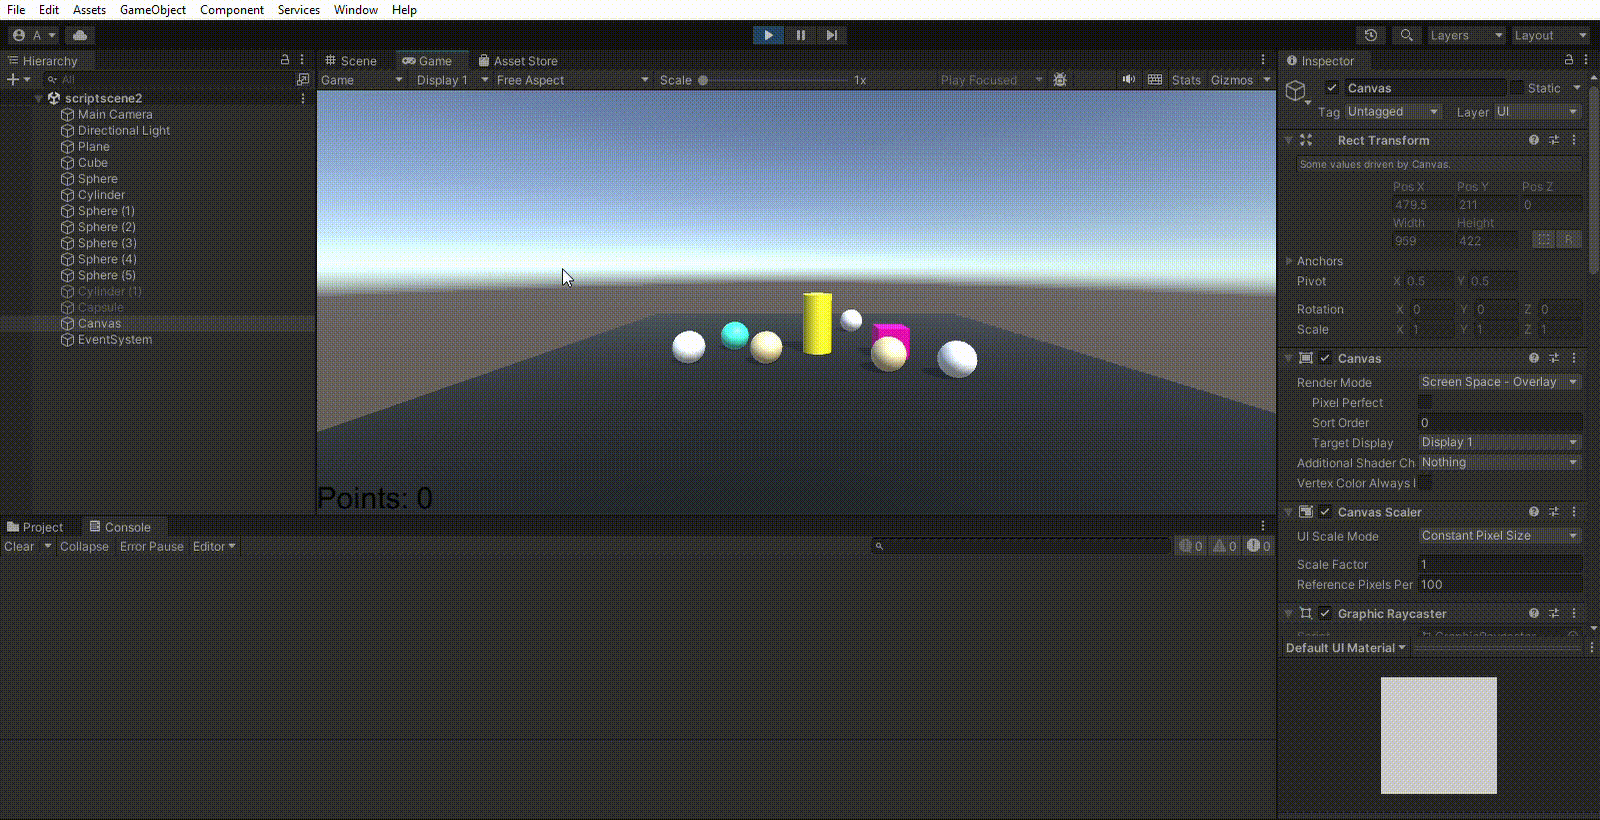 File Edit Assets GameObject Component Services Window Help
A Layers Layout
Hierarchy
All
scriptscene2
Main Camera
Directional Light
Plane
Cube
Sphere
Cylinder
Sphere (1)
Sphere (2)
Sphere (3)
Sphere (4)
Sphere (5)
Cylinder (1)
Capsule
Canvas
EventSystem
Scene Game Asset Store
Game Display 1 Free Aspect Scale 1x Play Focused Stats Gizmos
Points: 0
Project Console
Clear Collapse Error Pause Editor 0 0 0
Inspector
Canvas Static
Tag Untagged Layer UI
Rect Transform
Some values driven by Canvas.
Pos X Pos Y Pos Z
479.5 211 0
Width Height
959 422 R
Anchors
Pivot X 0.5 Y 0.5
Rotation X 0 Y 0 Z 0
Scale X 1 Y 1 Z 1
Canvas
Render Mode Screen Space - Overlay
Pixel Perfect
Sort Order 0
Target Display Display 1
Additional Shader Ch Nothing
Vertex Color Always I
Canvas Scaler
UI Scale Mode Constant Pixel Size
Scale Factor 1
Reference Pixels Per 100
Graphic Raycaster
Default UI Material